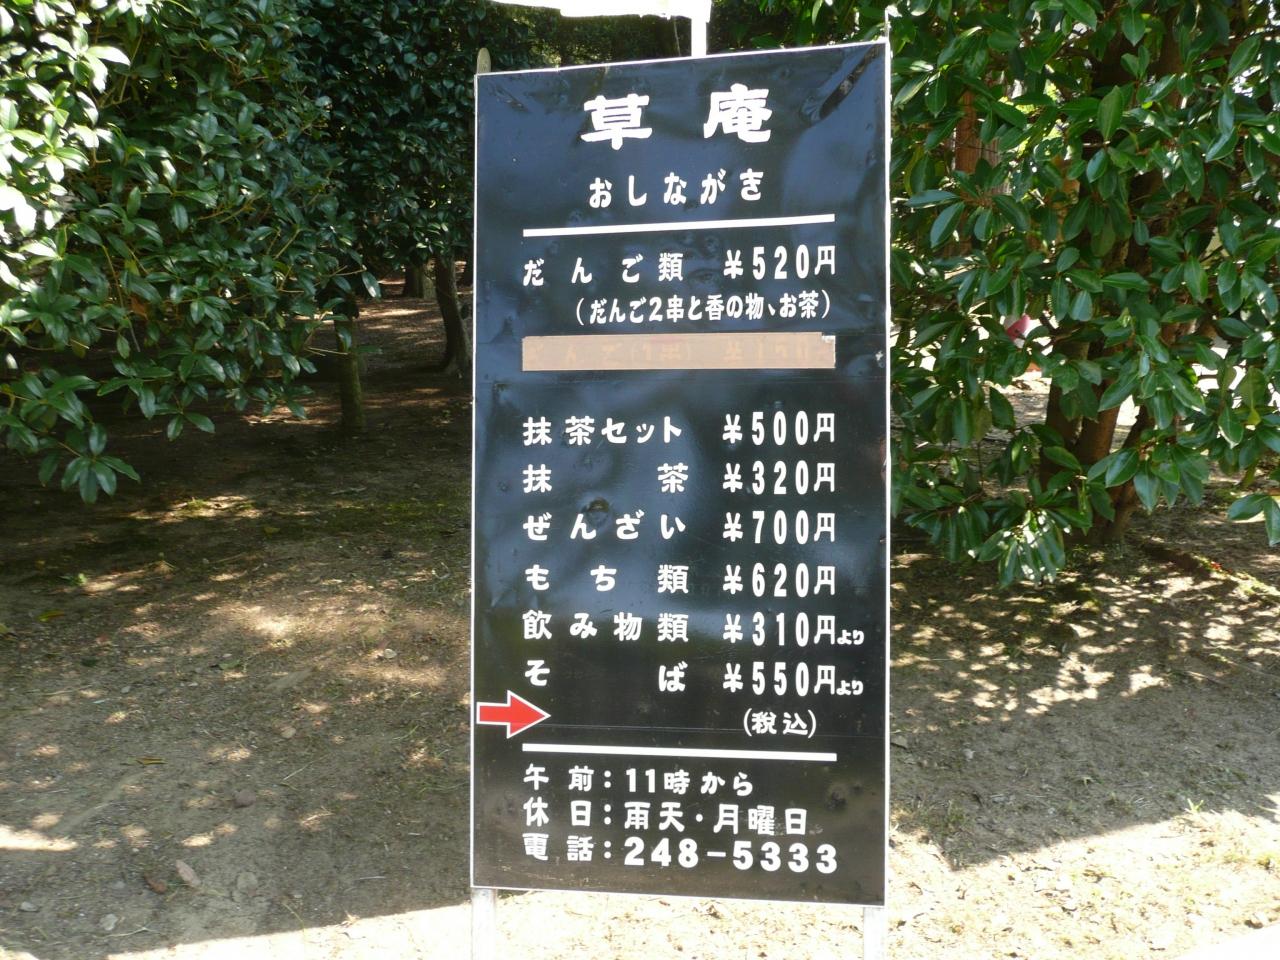 草庵
おしながき
だんご類 ¥520円
(だんご2串と香の物、お茶)
抹茶セット ¥500円
抹茶 ¥320円
ぜんざい ¥700円
もち類 ¥620円
飲み物類 ¥310円より
そば ¥550円より
(税込)
午前:11時から
休日:雨天・月曜日
電話:248-5333